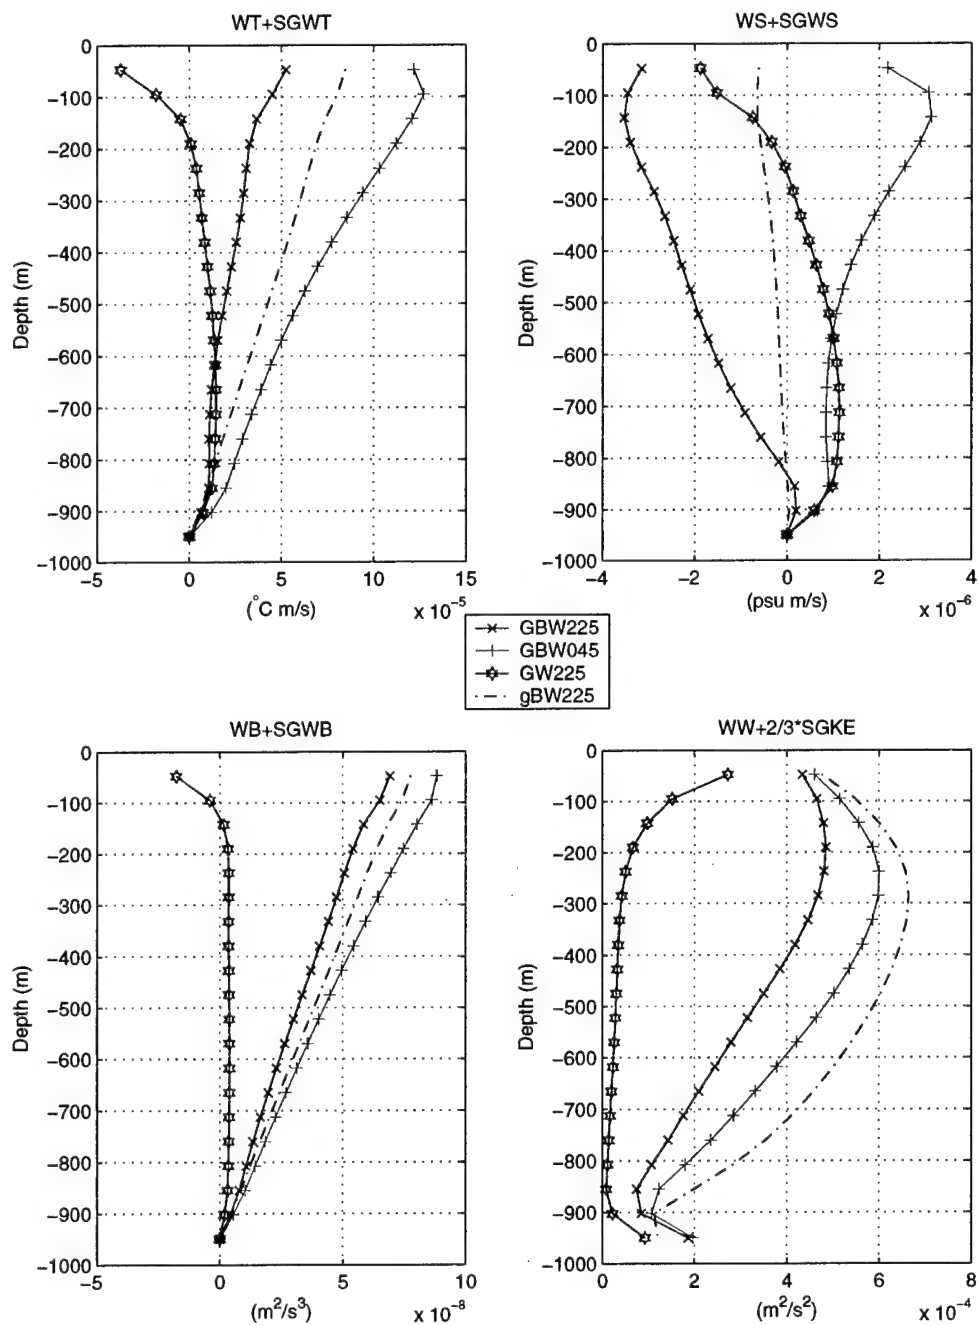 WT+SGWT
0
−100
−200
−300
−400
−500
−600
−700
−800
−900
−1000
Depth (m)
−5 0 5 10 15
(°C m/s)
x 10⁻⁵
WS+SGWS
0
−100
−200
−300
−400
−500
−600
−700
−800
−900
−1000
Depth (m)
−4 −2 0 2 4
(psu m/s)
x 10⁻⁶
GBW225
GBW045
GW225
gBW225
WB+SGWB
0
−100
−200
−300
−400
−500
−600
−700
−800
−900
−1000
Depth (m)
−5 0 5 10
(m²/s³)
x 10⁻⁸
WW+2/3*SGKE
0
−100
−200
−300
−400
−500
−600
−700
−800
−900
−1000
Depth (m)
0 2 4 6 8
(m²/s²)
x 10⁻⁴